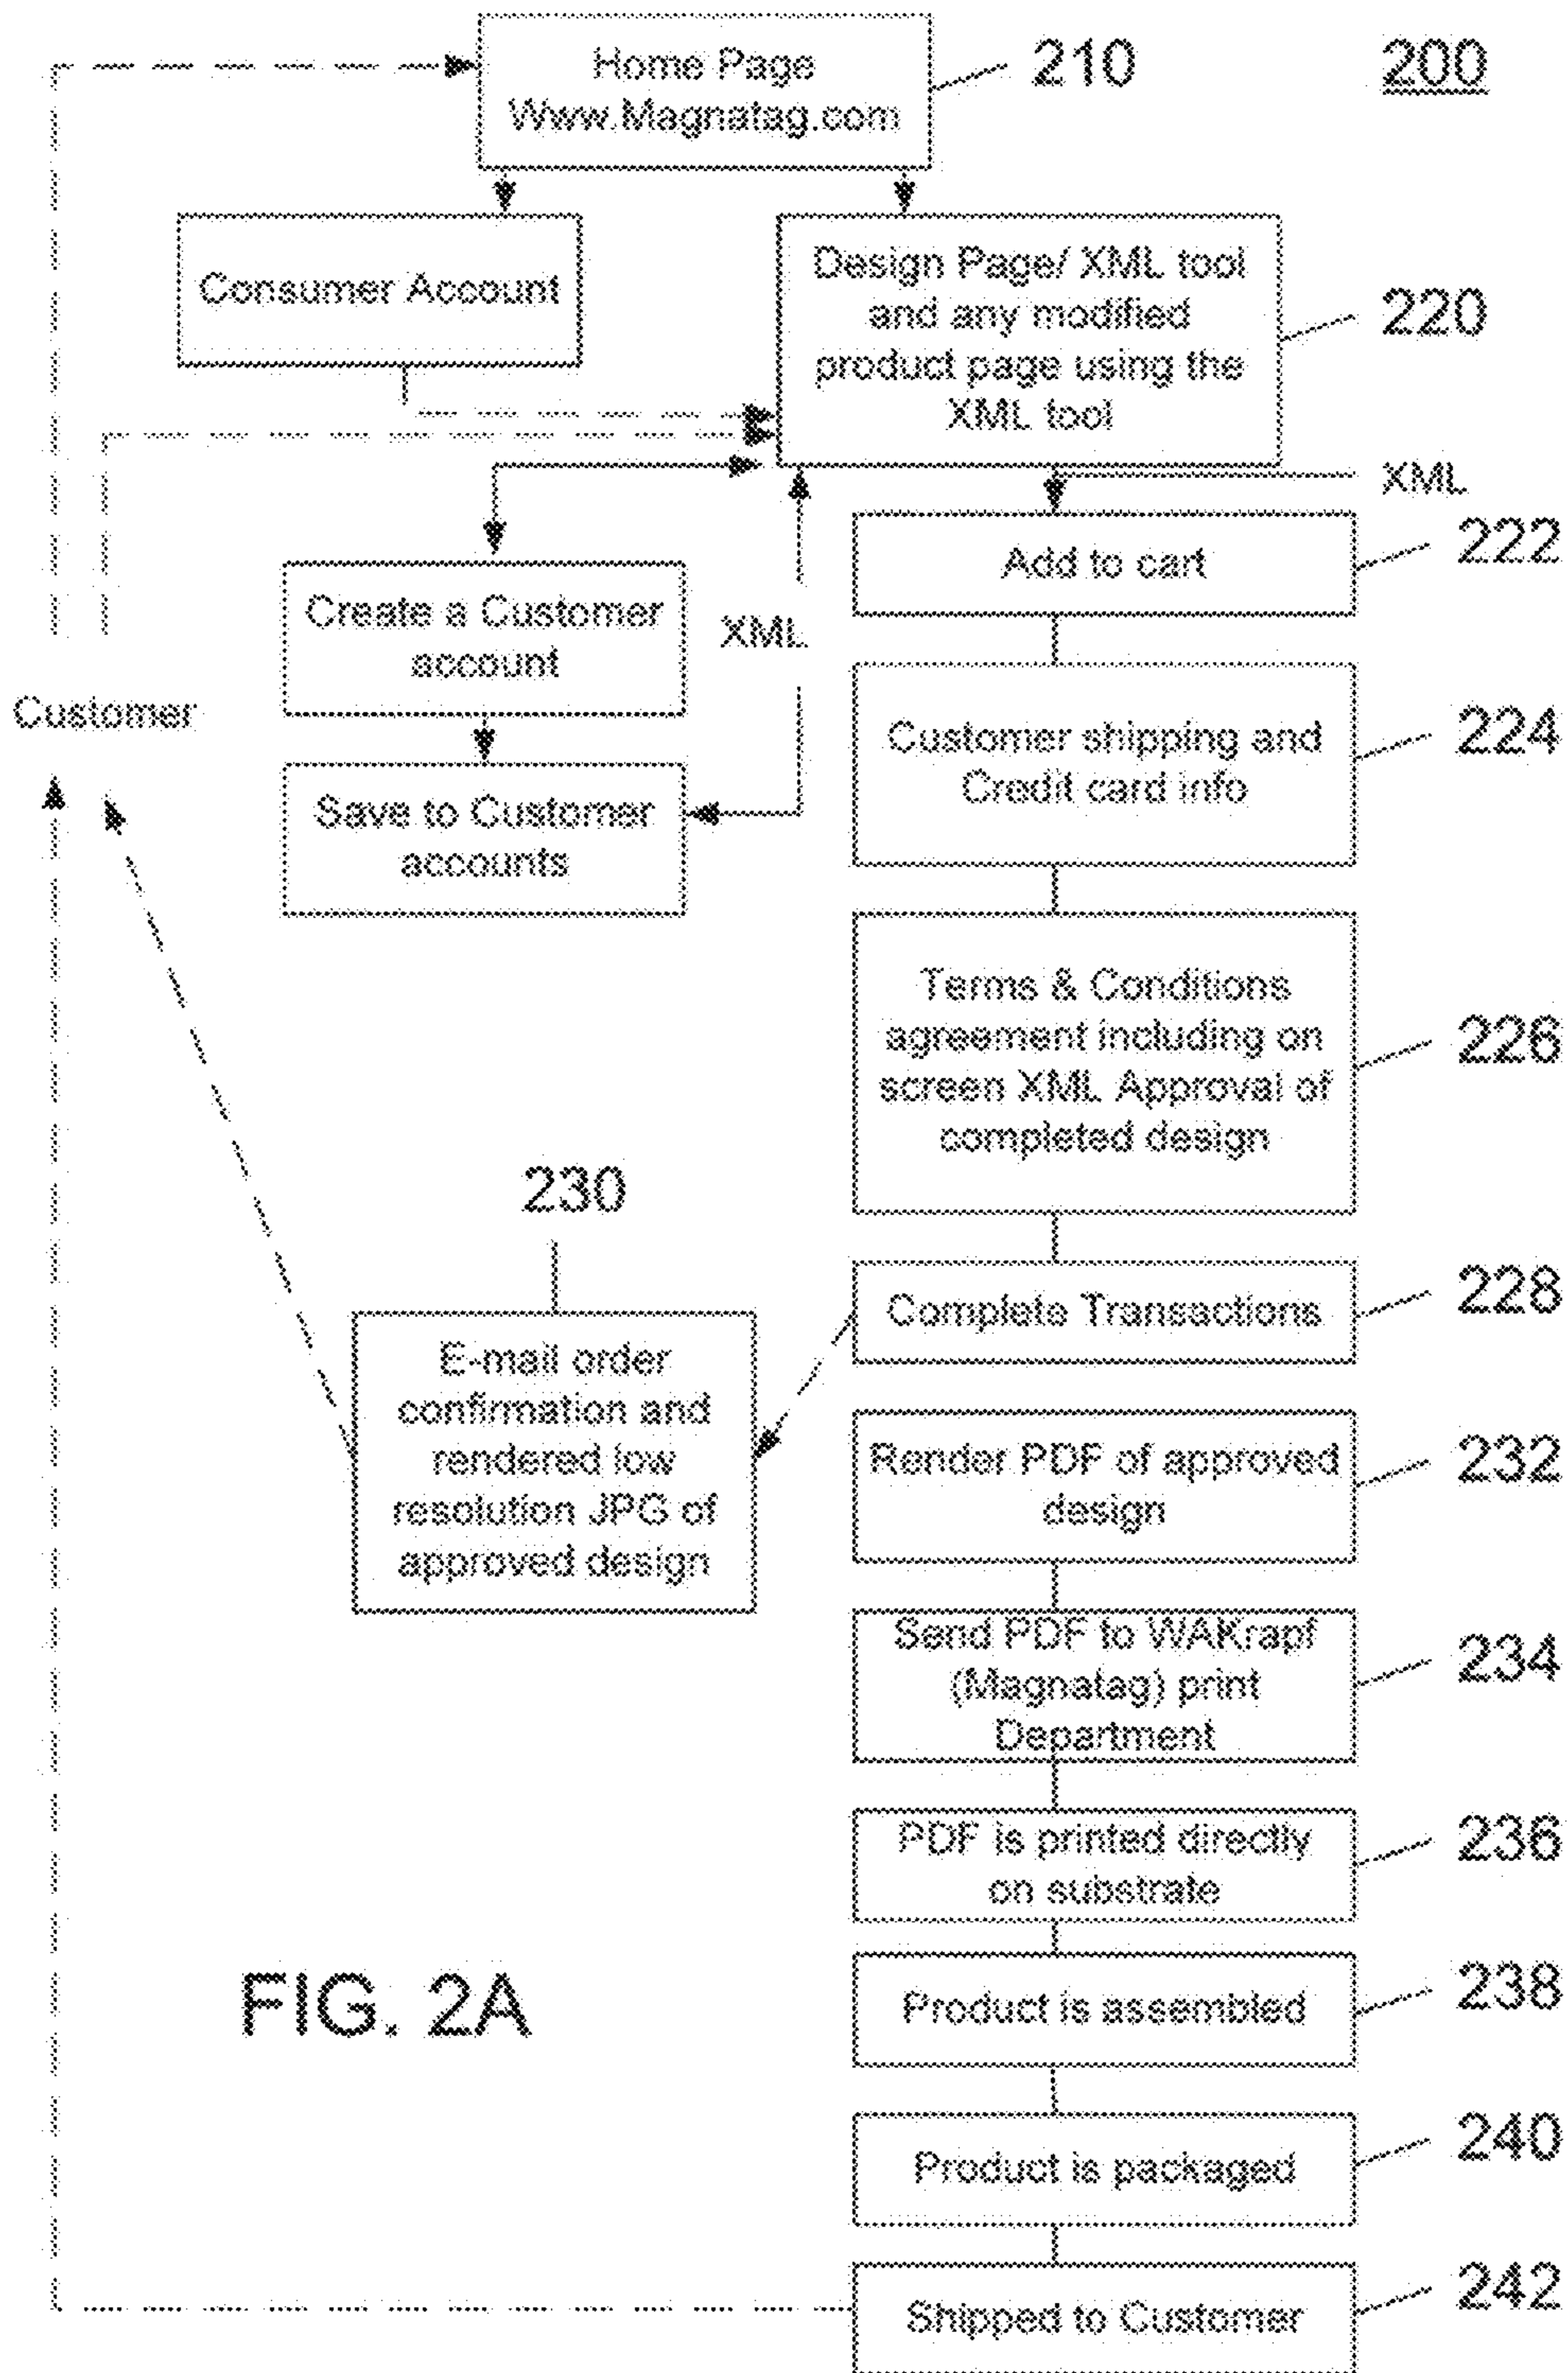 200
Home Page
Www.Magnatag.com
210
Consumer Account
Design Page/ XML tool
and any modified
product page using the
XML tool
220
XML
Add to cart
222
Create a Customer
account
XML
Customer
Customer shipping and
Credit card info
224
Save to Customer
accounts
Terms & Conditions
agreement including on
screen XML Approval of
completed design
226
230
Complete Transactions
228
E-mail order
confirmation and
rendered low
resolution JPG of
approved design
Render PDF of approved
design
232
Send PDF to WAKrapf
(Magnatag) print
Department
234
PDF is printed directly
on substrate
236
FIG. 2A
Product is assembled
238
Product is packaged
240
Shipped to Customer
242